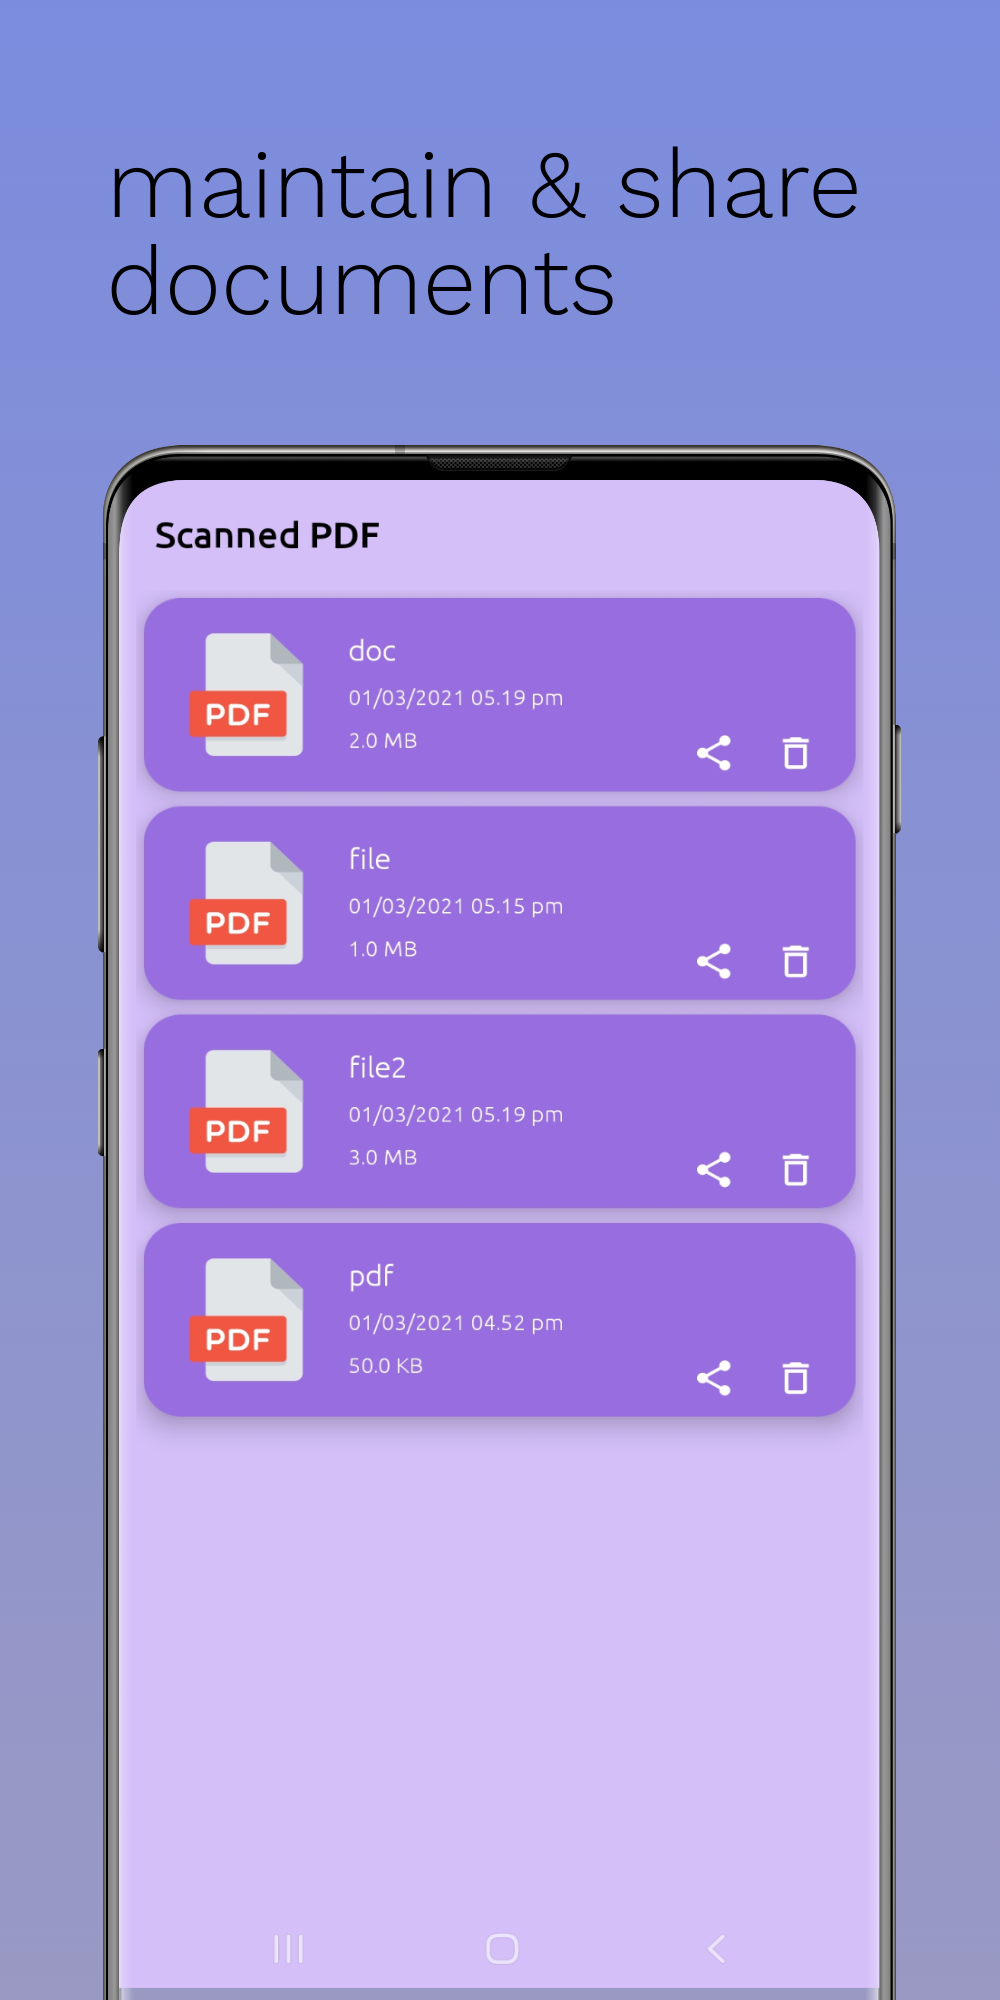 maintain & share
documents
Scanned PDF
doc
01/03/2021 05.19 pm
PDF
2.0 MB
file
01/03/2021 05.15 pm
PDF
1.0 MB
file2
01/03/2021 05.19 pm
PDF
3.0 MB
pdf
01/03/2021 04.52 pm
PDF
50.0 KB